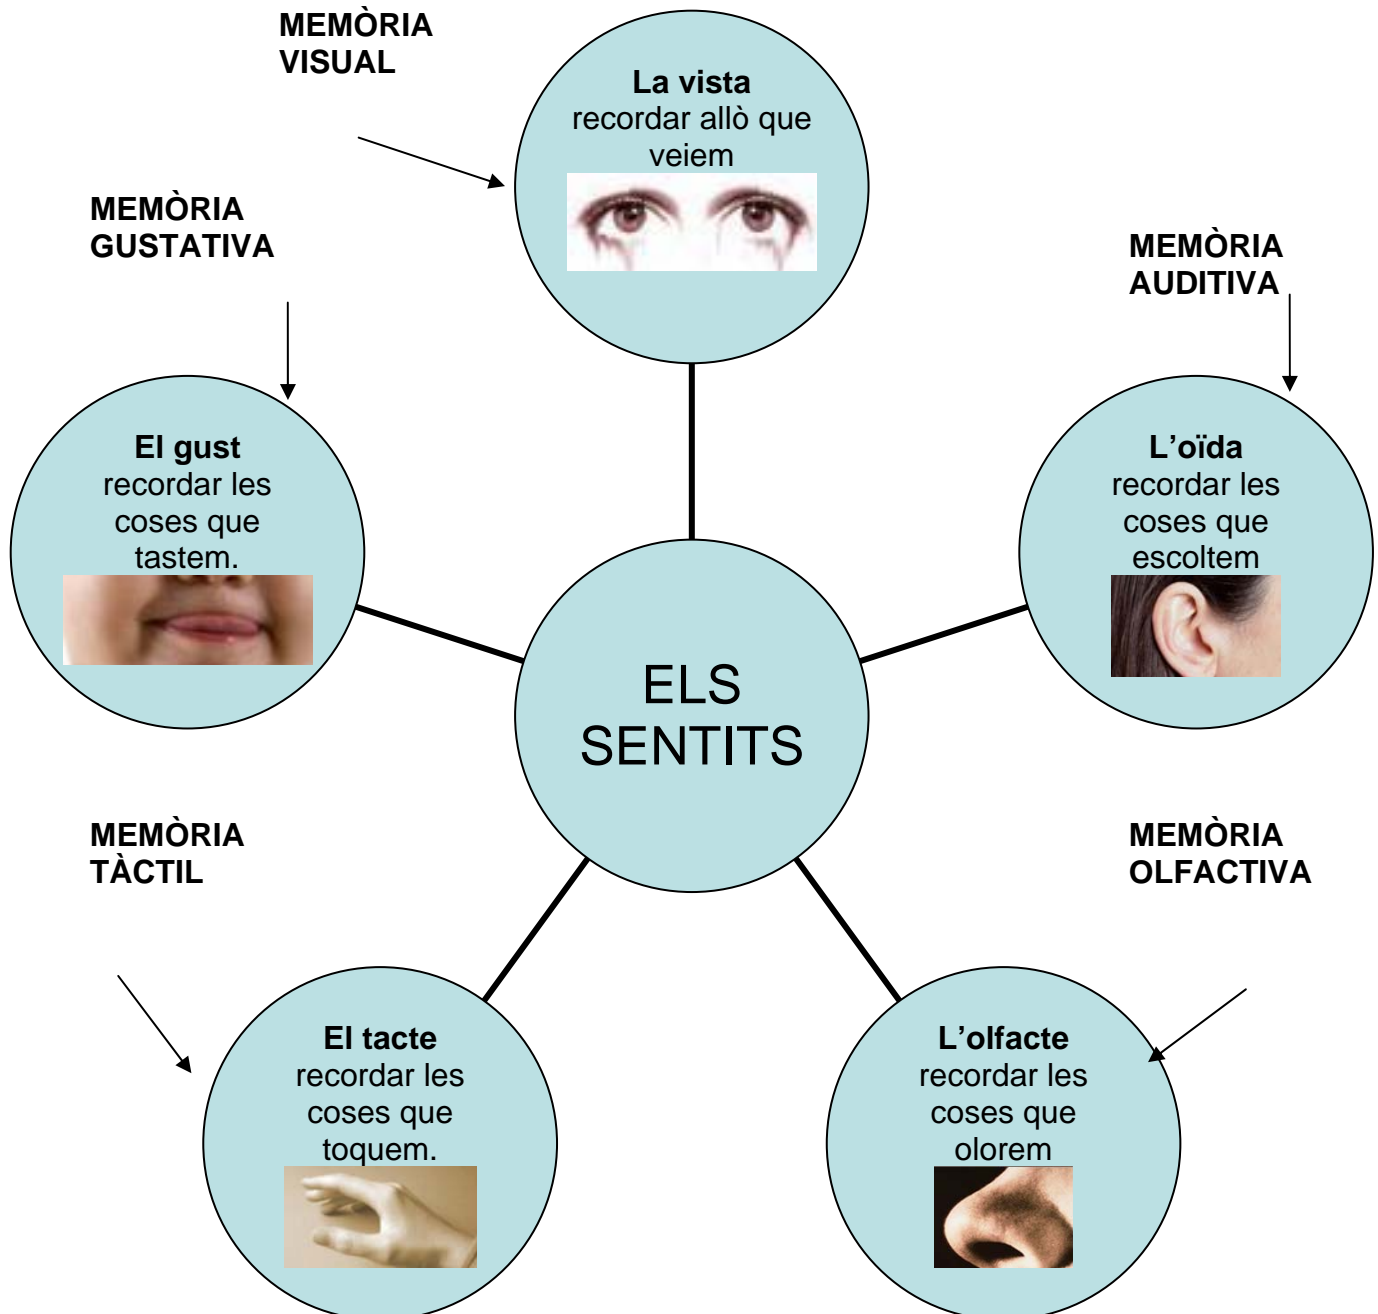 MEMÒRIA
VISUAL
La vista
recordar allò que
veiem
MEMÒRIA
GUSTATIVA
MEMÒRIA
AUDITIVA
El gust
recordar les
coses que
tastem.
L’oïda
recordar les
coses que
escoltem
ELS
SENTITS
MEMÒRIA
TÀCTIL
MEMÒRIA
OLFACTIVA
El tacte
recordar les
coses que
toquem.
L’olfacte
recordar les
coses que
olorem